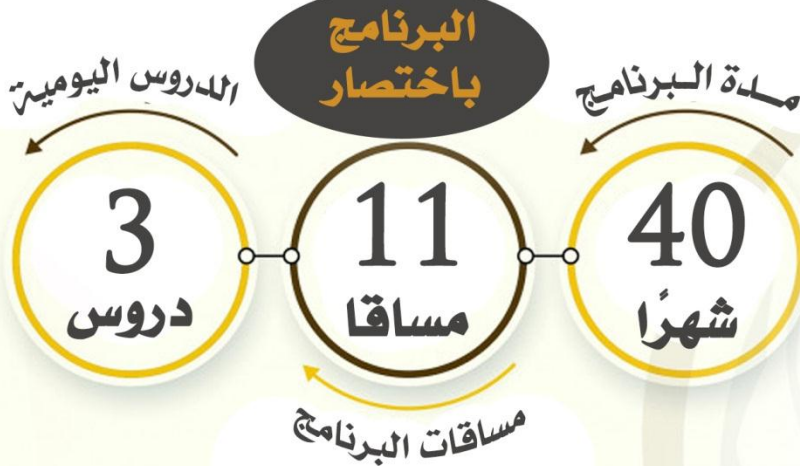 البرنامج
باختصار
مدة البرنامج
40
شهرًا
11
مساقا
مساقات البرنامج
الدروس اليومية
3
دروس